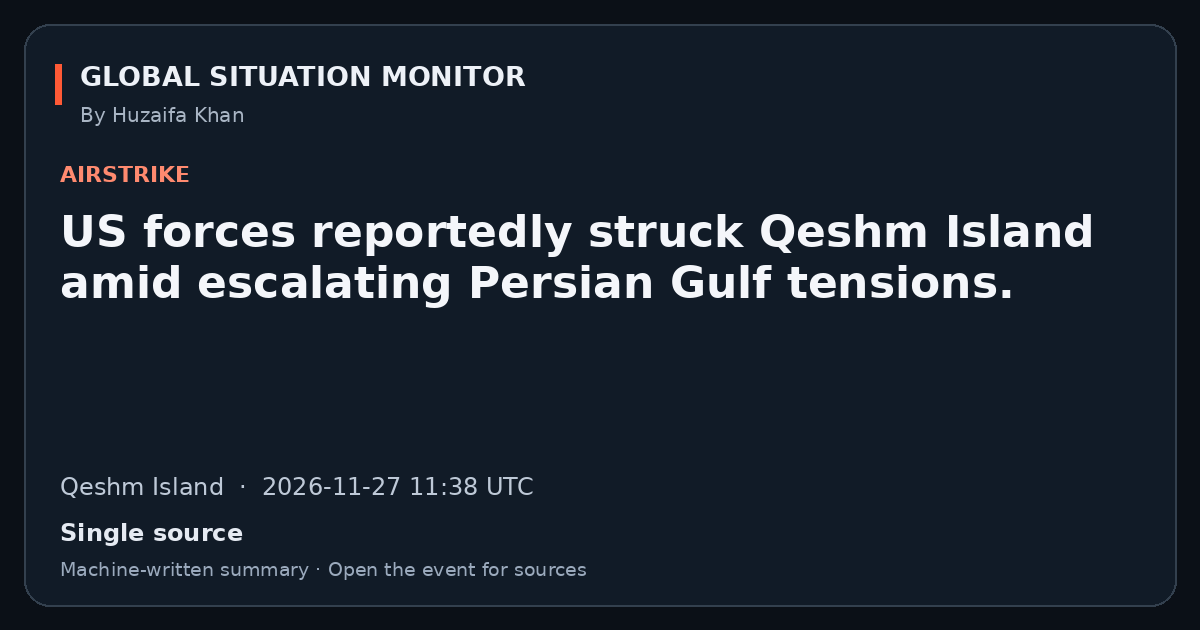 GLOBAL SITUATION MONITOR
By Huzaifa Khan
AIRSTRIKE
US forces reportedly struck Qeshm Island
amid escalating Persian Gulf tensions.
Qeshm Island · 2026-11-27 11:38 UTC
Single source
Machine-written summary · Open the event for sources